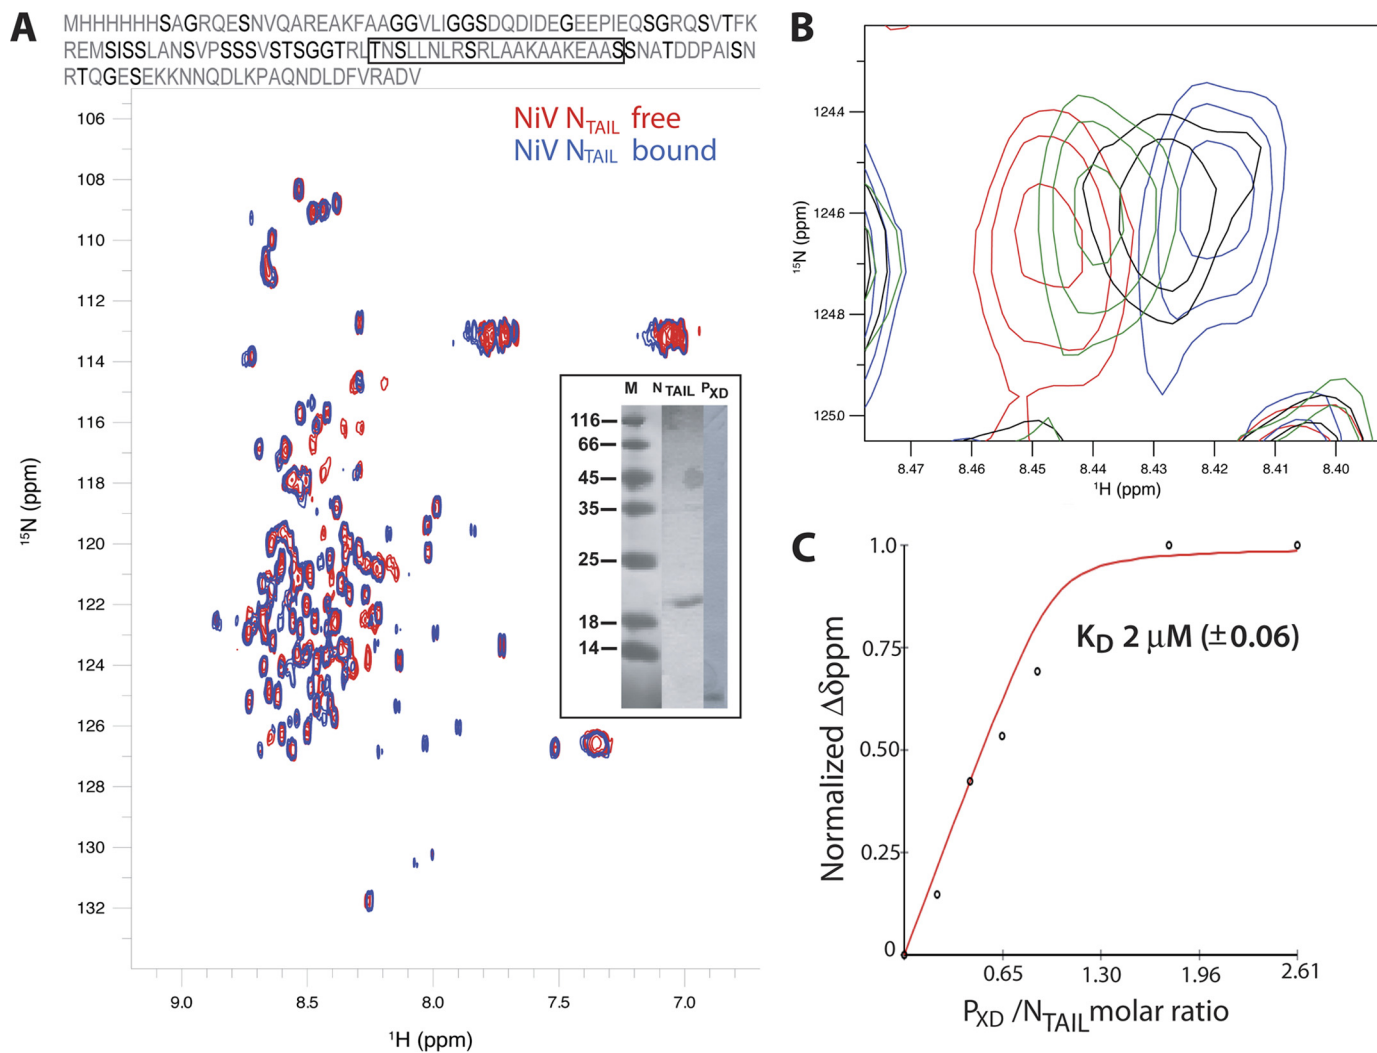 A
MHHHHHHSAGRQESNVQAREAKFAAGGVLIGGSDQDIDEGEEPIEQSGRQSVTFK
REMSISSLANSVPSSSVSTSGGTRLTNSLLNLRSRLAAKAAKEAASSNATDDPAISN
RTQGESEKKNNQDLKPAQNDLDFVRADV
NiV NTAIL free
NiV NTAIL bound
106
108
110
112
114
116
118
120
122
124
126
128
130
132
15N (ppm)
9.0 8.5 8.0 7.5 7.0
1H (ppm)
M NTAIL PXD
116
66
45
35
25
18
14
B
1244
1246
1248
1250
15N (ppm)
8.47 8.46 8.45 8.44 8.43 8.42 8.41 8.40
1H (ppm)
C
1.0
0.75
0.50
0.25
0
Normalized Δδppm
KD 2 μM (±0.06)
0.65 1.30 1.96 2.61
PXD /NTAIL molar ratio